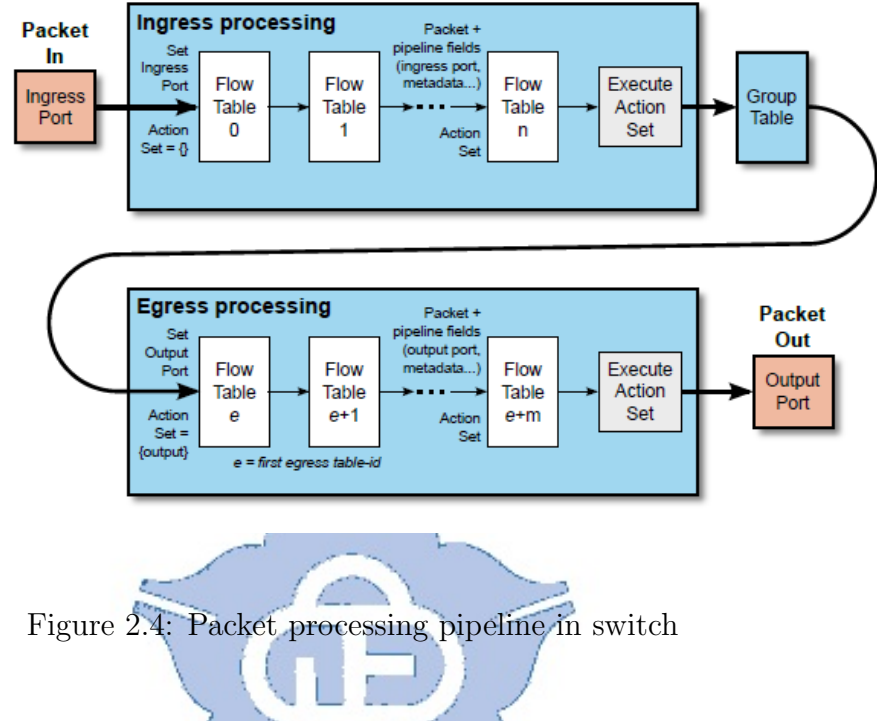 Packet
In
Ingress
Port
Ingress processing
Set
Ingress
Port
Action
Set = {}
Flow
Table
0
Flow
Table
1
Packet +
pipeline fields
(ingress port,
metadata...)
Action
Set
Flow
Table
n
Execute
Action
Set
Group
Table
Egress processing
Set
Output
Port
Action
Set =
{output}
Flow
Table
e
Flow
Table
e+1
e = first egress table-id
Packet +
pipeline fields
(output port,
metadata...)
Action
Set
Flow
Table
e+m
Execute
Action
Set
Packet
Out
Output
Port
Figure 2.4: Packet processing pipeline in switch